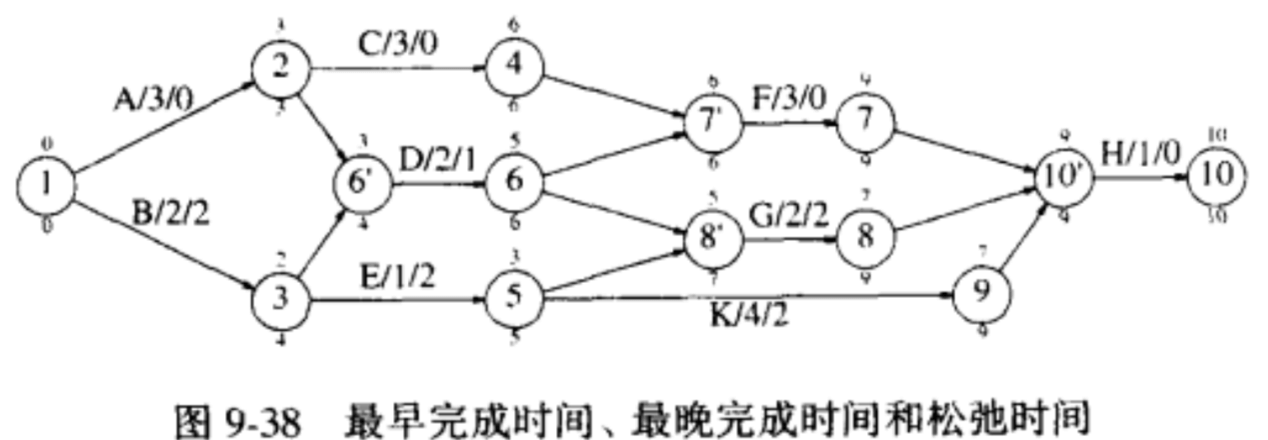 3 6
2 C/3/0 4
3 6
A/3/0
6 9
7' F/3/0 7
6 9
0
1
0
3 5
6' D/2/1 6
4 6
9 10
10' H/1/0 10
9 10
B/2/2
5 7
8' G/2/2 8
7 9
2 3 7
3 E/1/2 5 K/4/2 9
4 5 9
图 9-38 最早完成时间、最晚完成时间和松弛时间